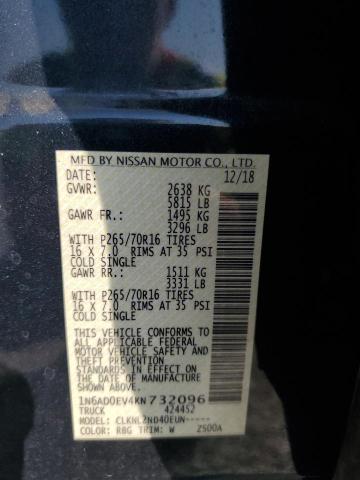 MFD BY NISSAN MOTOR CO., LTD.
DATE: 12/18
GVWR: 2638 KG
5815 LB
GAWR FR.: 1495 KG
3296 LB
WITH P265/70R16 TIRES
16 X 7.0 RIMS AT 35 PSI
COLD SINGLE
GAWR RR.: 1511 KG
3331 LB
WITH P265/70R16 TIRES
16 X 7.0 RIMS AT 35 PSI
COLD SINGLE
THIS VEHICLE CONFORMS TO
ALL APPLICABLE FEDERAL
MOTOR VEHICLE SAFETY
AND THEFT PREVENTION
STANDARDS IN EFFECT ON
THE DATE OF MANUFACTURE
SHOWN ABOVE.
1N6AD0EV4KN732096
TRUCK 424452
MODEL: CLKNL2ND40EUN-----
COLOR: RBG TRIM: W Z500A